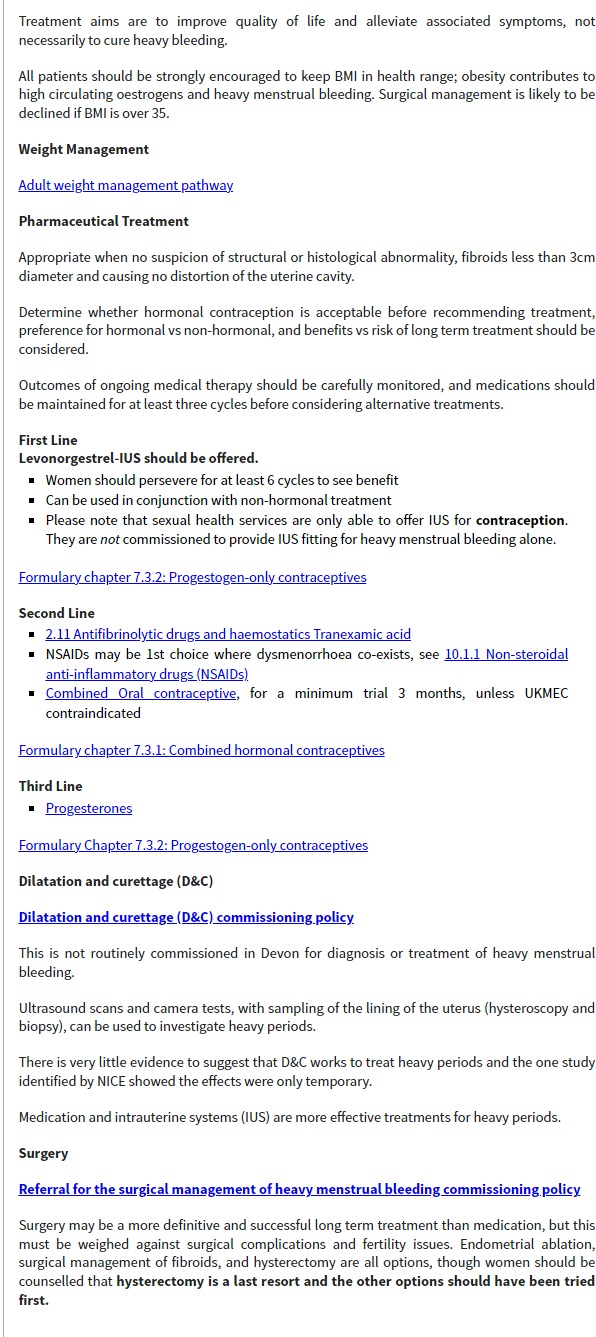 Treatment aims are to improve quality of life and alleviate associated symptoms, not
necessarily to cure heavy bleeding.
All patients should be strongly encouraged to keep BMI in health range; obesity contributes to
high circulating oestrogens and heavy menstrual bleeding. Surgical management is likely to be
declined if BMI is over 35.
Weight Management
Adult weight management pathway
Pharmaceutical Treatment
Appropriate when no suspicion of structural or histological abnormality, fibroids less than 3cm
diameter and causing no distortion of the uterine cavity.
Determine whether hormonal contraception is acceptable before recommending treatment,
preference for hormonal vs non-hormonal, and benefits vs risk of long term treatment should be
considered.
Outcomes of ongoing medical therapy should be carefully monitored, and medications should
be maintained for at least three cycles before considering alternative treatments.
First Line
Levonorgestrel-IUS should be offered.
▪ Women should persevere for at least 6 cycles to see benefit
▪ Can be used in conjunction with non-hormonal treatment
▪ Please note that sexual health services are only able to offer IUS for contraception.
They are not commissioned to provide IUS fitting for heavy menstrual bleeding alone.
Formulary chapter 7.3.2: Progestogen-only contraceptives
Second Line
▪ 2.11 Antifibrinolytic drugs and haemostatics Tranexamic acid
▪ NSAIDs may be 1st choice where dysmenorrhoea co-exists, see 10.1.1 Non-steroidal
anti-inflammatory drugs (NSAIDs)
▪ Combined Oral contraceptive, for a minimum trial 3 months, unless UKMEC
contraindicated
Formulary chapter 7.3.1: Combined hormonal contraceptives
Third Line
▪ Progesterones
Formulary Chapter 7.3.2: Progestogen-only contraceptives
Dilatation and curettage (D&C)
Dilatation and curettage (D&C) commissioning policy
This is not routinely commissioned in Devon for diagnosis or treatment of heavy menstrual
bleeding.
Ultrasound scans and camera tests, with sampling of the lining of the uterus (hysteroscopy and
biopsy), can be used to investigate heavy periods.
There is very little evidence to suggest that D&C works to treat heavy periods and the one study
identified by NICE showed the effects were only temporary.
Medication and intrauterine systems (IUS) are more effective treatments for heavy periods.
Surgery
Referral for the surgical management of heavy menstrual bleeding commissioning policy
Surgery may be a more definitive and successful long term treatment than medication, but this
must be weighed against surgical complications and fertility issues. Endometrial ablation,
surgical management of fibroids, and hysterectomy are all options, though women should be
counselled that hysterectomy is a last resort and the other options should have been tried
first.